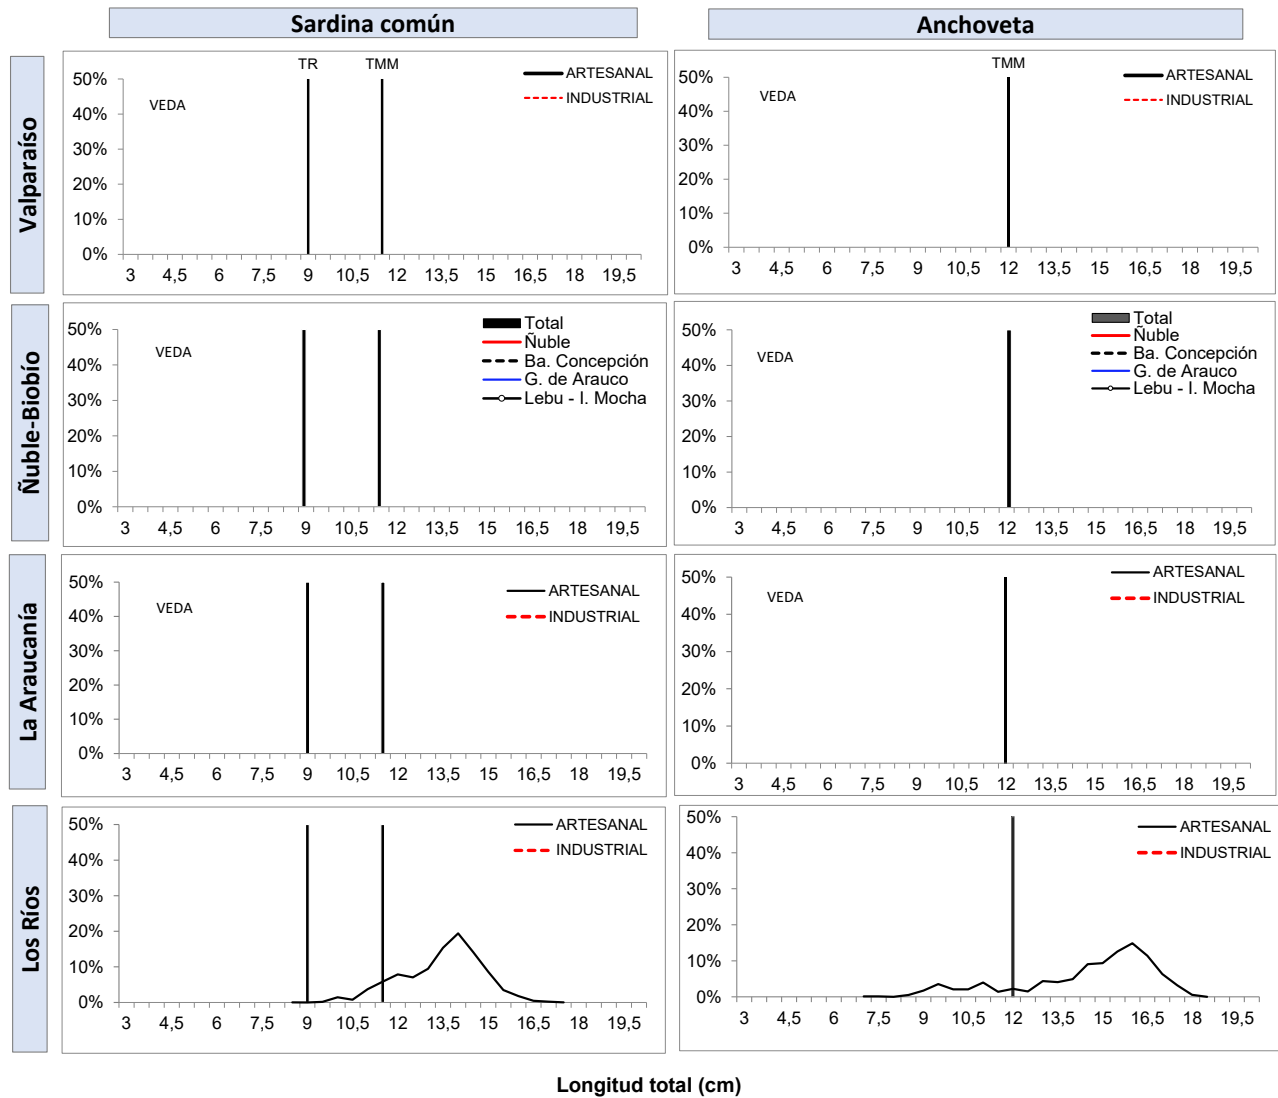 Sardina común
Anchoveta
Valparaíso
TR TMM
ARTESANAL
INDUSTRIAL
VEDA
50%
40%
30%
20%
10%
0%
3 4,5 6 7,5 9 10,5 12 13,5 15 16,5 18 19,5
TMM
ARTESANAL
INDUSTRIAL
VEDA
50%
40%
30%
20%
10%
0%
3 4,5 6 7,5 9 10,5 12 13,5 15 16,5 18 19,5
Ñuble-Biobío
Total
Ñuble
Ba. Concepción
G. de Arauco
Lebu - I. Mocha
VEDA
50%
40%
30%
20%
10%
0%
3 4,5 6 7,5 9 10,5 12 13,5 15 16,5 18 19,5
Total
Ñuble
Ba. Concepción
G. de Arauco
Lebu - I. Mocha
VEDA
50%
40%
30%
20%
10%
0%
3 4,5 6 7,5 9 10,5 12 13,5 15 16,5 18 19,5
La Araucanía
ARTESANAL
INDUSTRIAL
VEDA
50%
40%
30%
20%
10%
0%
3 4,5 6 7,5 9 10,5 12 13,5 15 16,5 18 19,5
ARTESANAL
INDUSTRIAL
VEDA
50%
40%
30%
20%
10%
0%
3 4,5 6 7,5 9 10,5 12 13,5 15 16,5 18 19,5
Los Ríos
ARTESANAL
INDUSTRIAL
50%
40%
30%
20%
10%
0%
3 4,5 6 7,5 9 10,5 12 13,5 15 16,5 18 19,5
ARTESANAL
INDUSTRIAL
50%
40%
30%
20%
10%
0%
3 4,5 6 7,5 9 10,5 12 13,5 15 16,5 18 19,5
Longitud total (cm)